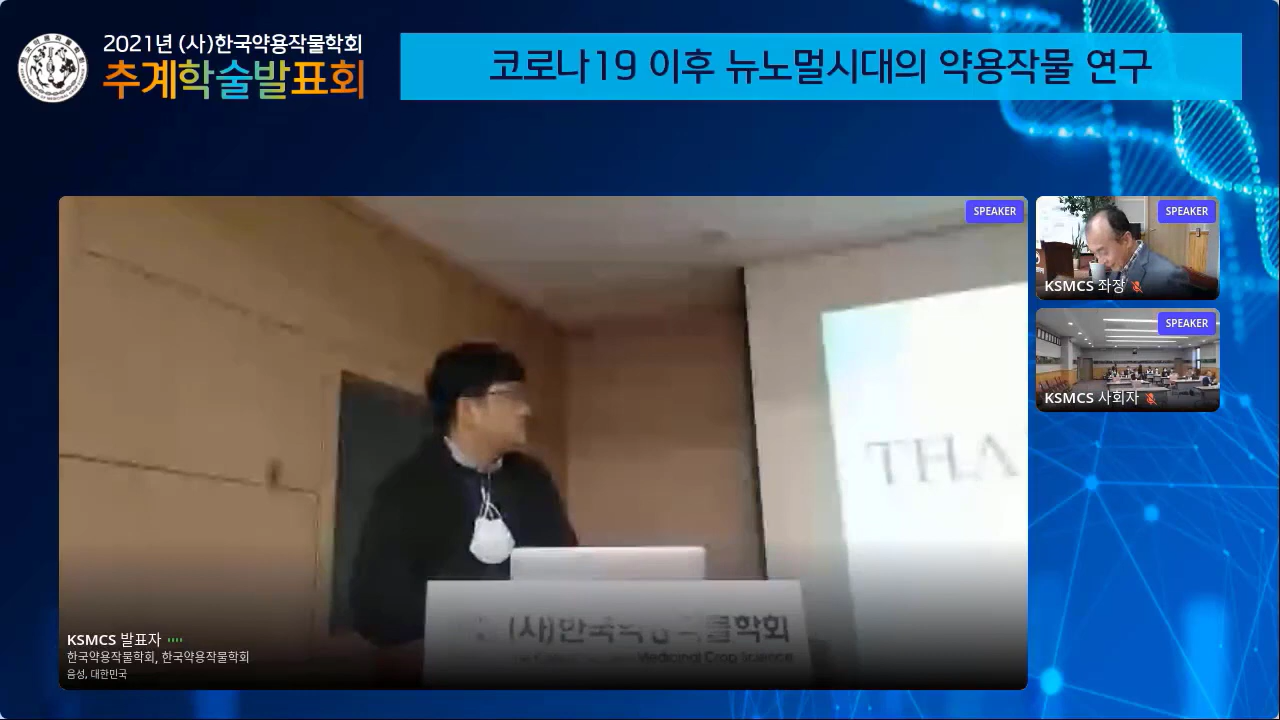 2021년 (사)한국약용작물학회
추계학술발표회
코로나19 이후 뉴노멀시대의 약용작물 연구
SPEAKER
THA
(사)한국약용작물학회
Medicinal Crop Science
KSMCS 발표자
한국약용작물학회, 한국약용작물학회
음성, 대한민국
SPEAKER
KSMCS 좌장
SPEAKER
KSMCS 사회자